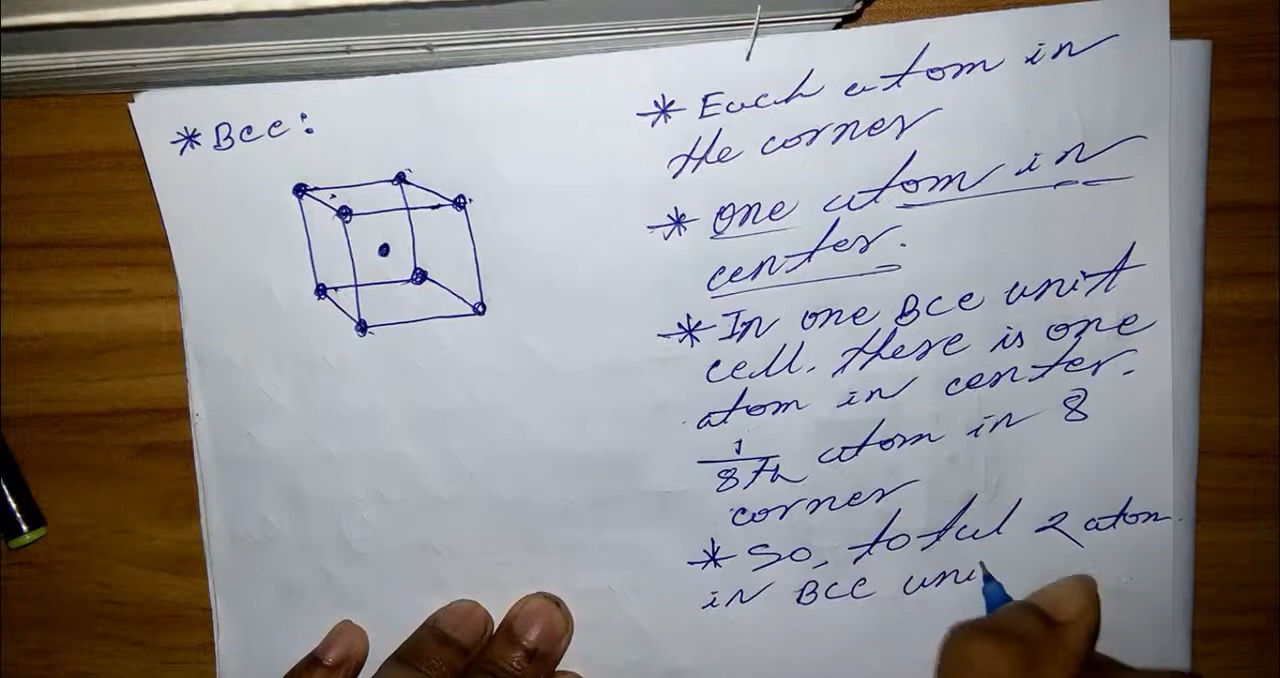 * BCC:
* Each atom in
the corner
* One atom in
center.
* In one BCC unit
cell, there is one
atom in center.
1/8th atom in 8
corner
* So, total 2 atom
in BCC uni